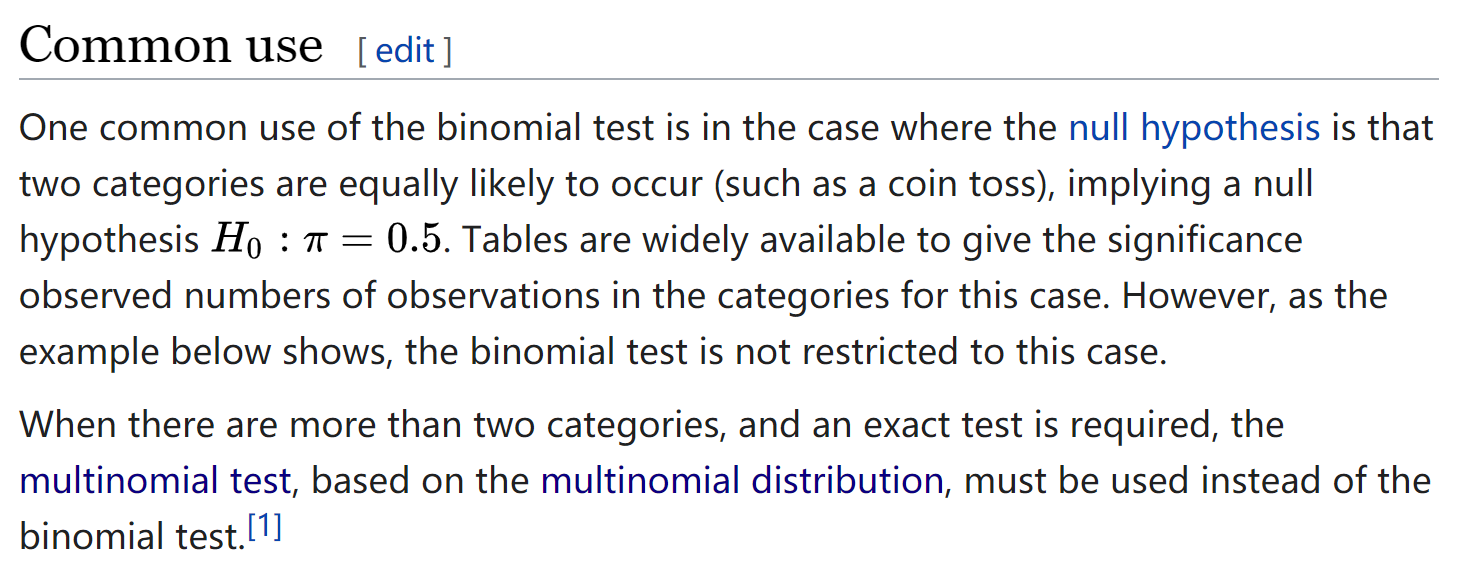 Common use [ edit ]
One common use of the binomial test is in the case where the null hypothesis is that
two categories are equally likely to occur (such as a coin toss), implying a null
hypothesis H₀ : π = 0.5. Tables are widely available to give the significance
observed numbers of observations in the categories for this case. However, as the
example below shows, the binomial test is not restricted to this case.
When there are more than two categories, and an exact test is required, the
multinomial test, based on the multinomial distribution, must be used instead of the
binomial test.[1]